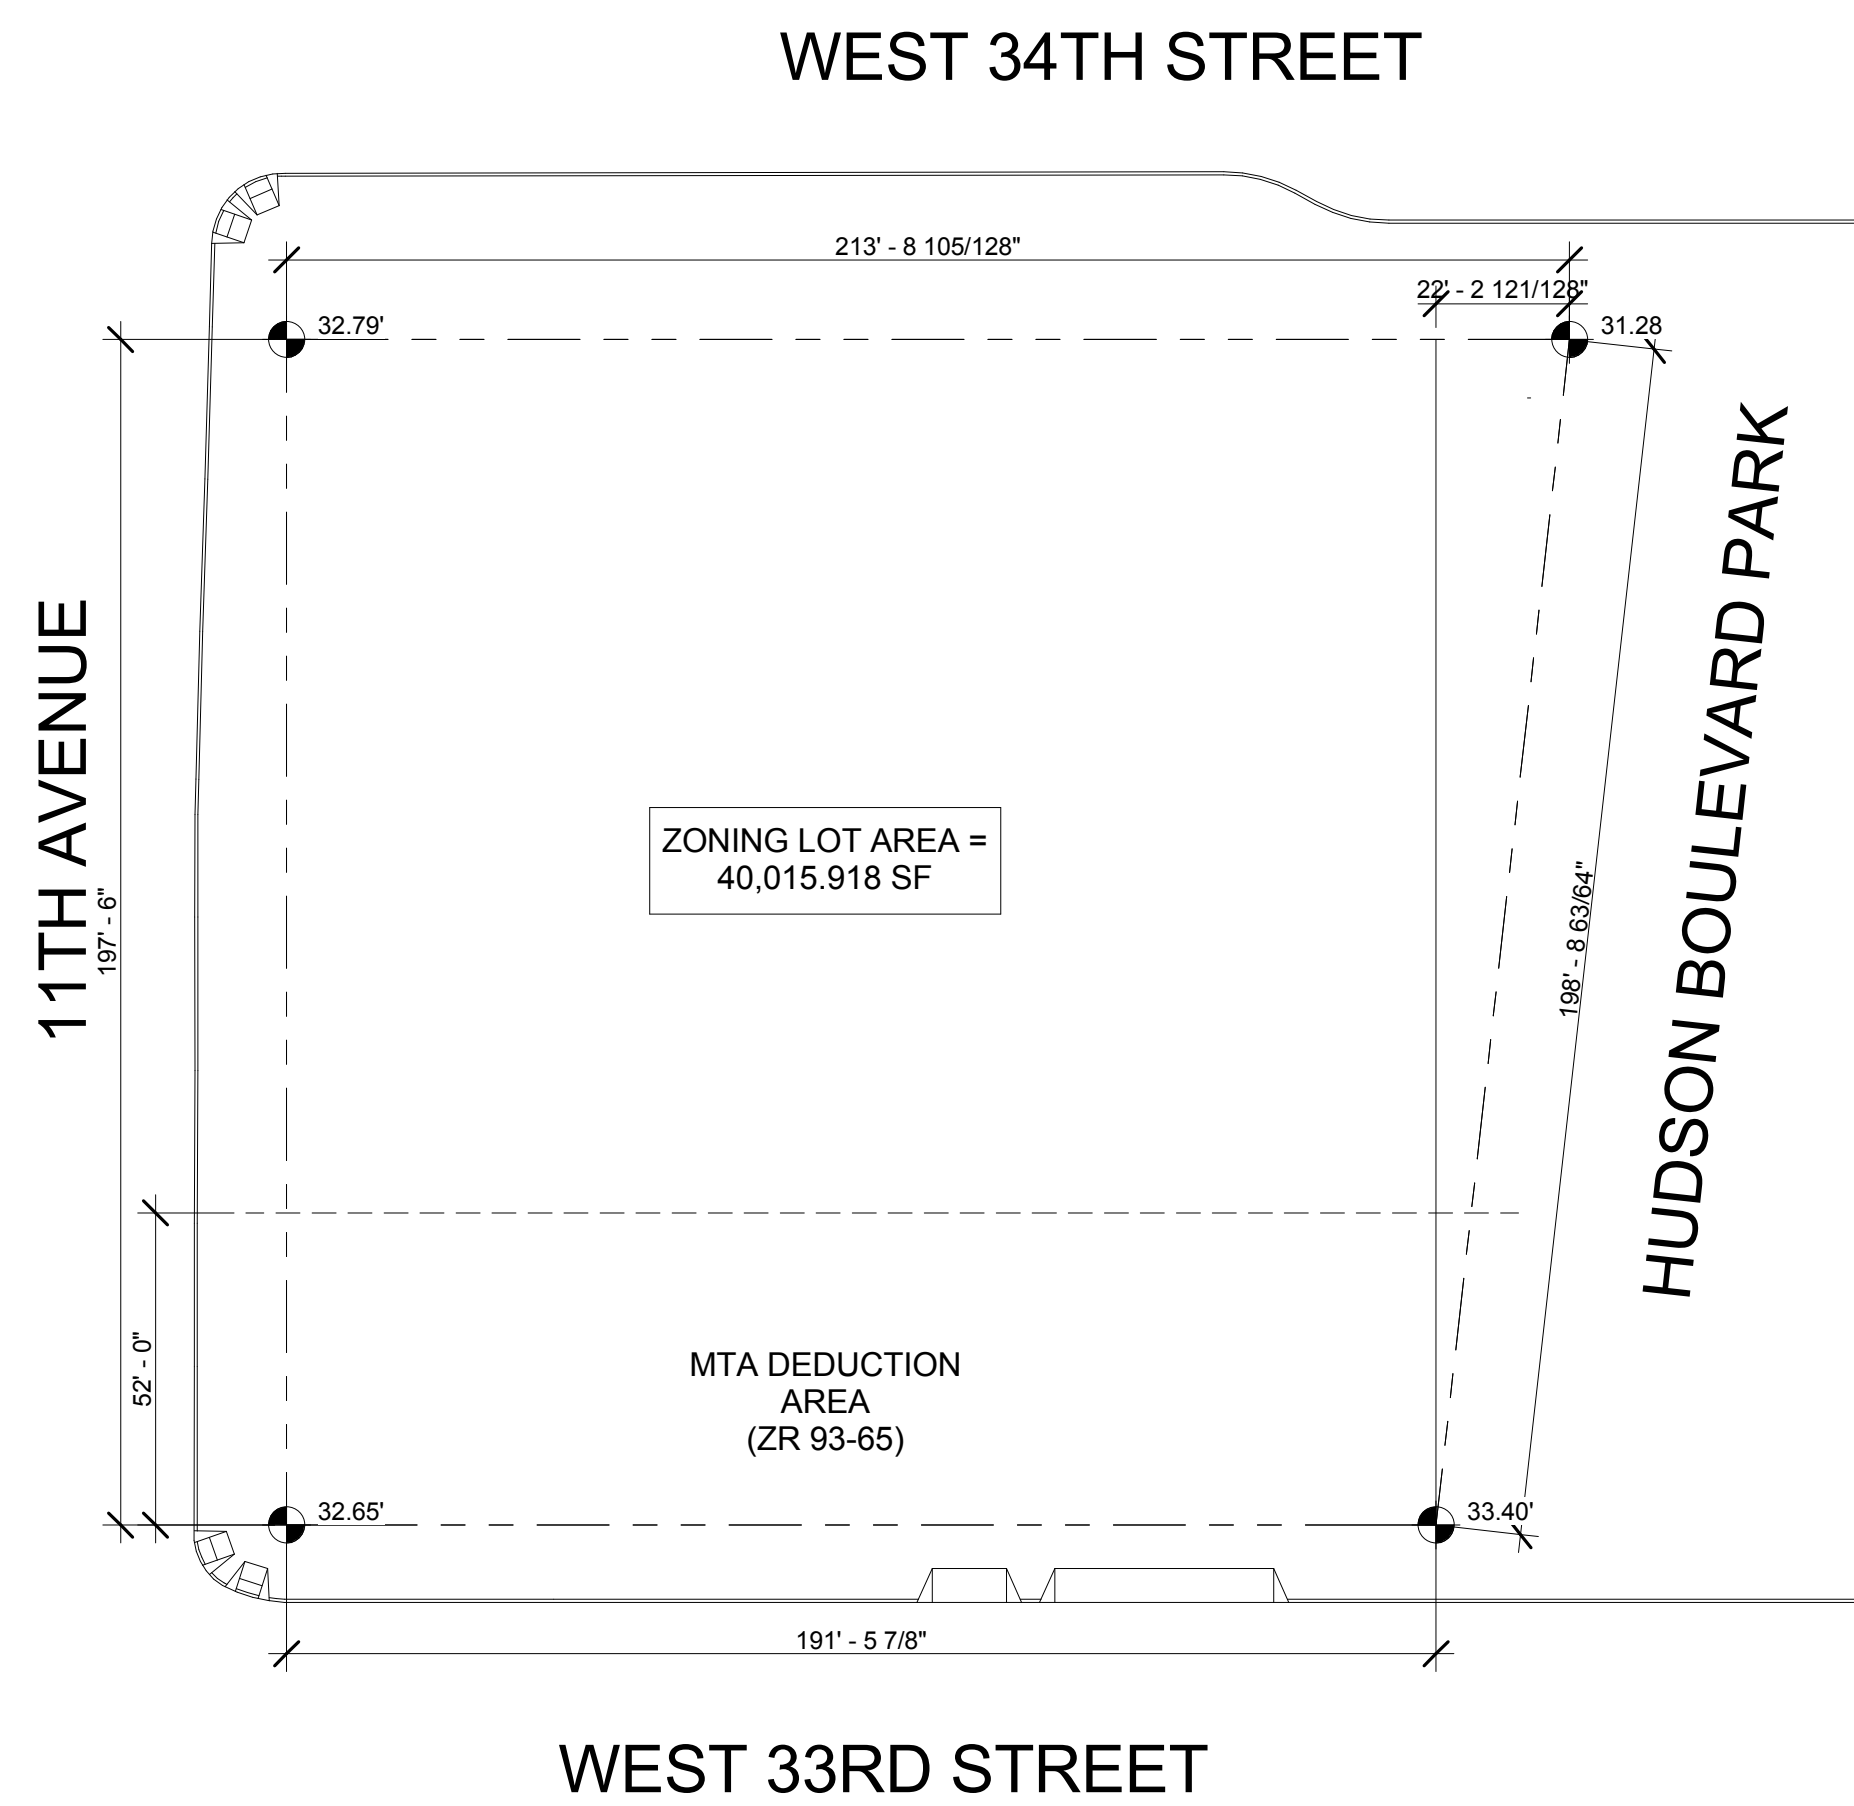 WEST 34TH STREET
213' - 8 105/128"
22' - 2 121/128"
32.79'
31.28
11TH AVENUE
197' - 6"
ZONING LOT AREA =
40,015.918 SF
198' - 8 63/64"
HUDSON BOULEVARD PARK
52' - 0"
MTA DEDUCTION
AREA
(ZR 93-65)
32.65'
33.40'
191' - 5 7/8"
WEST 33RD STREET